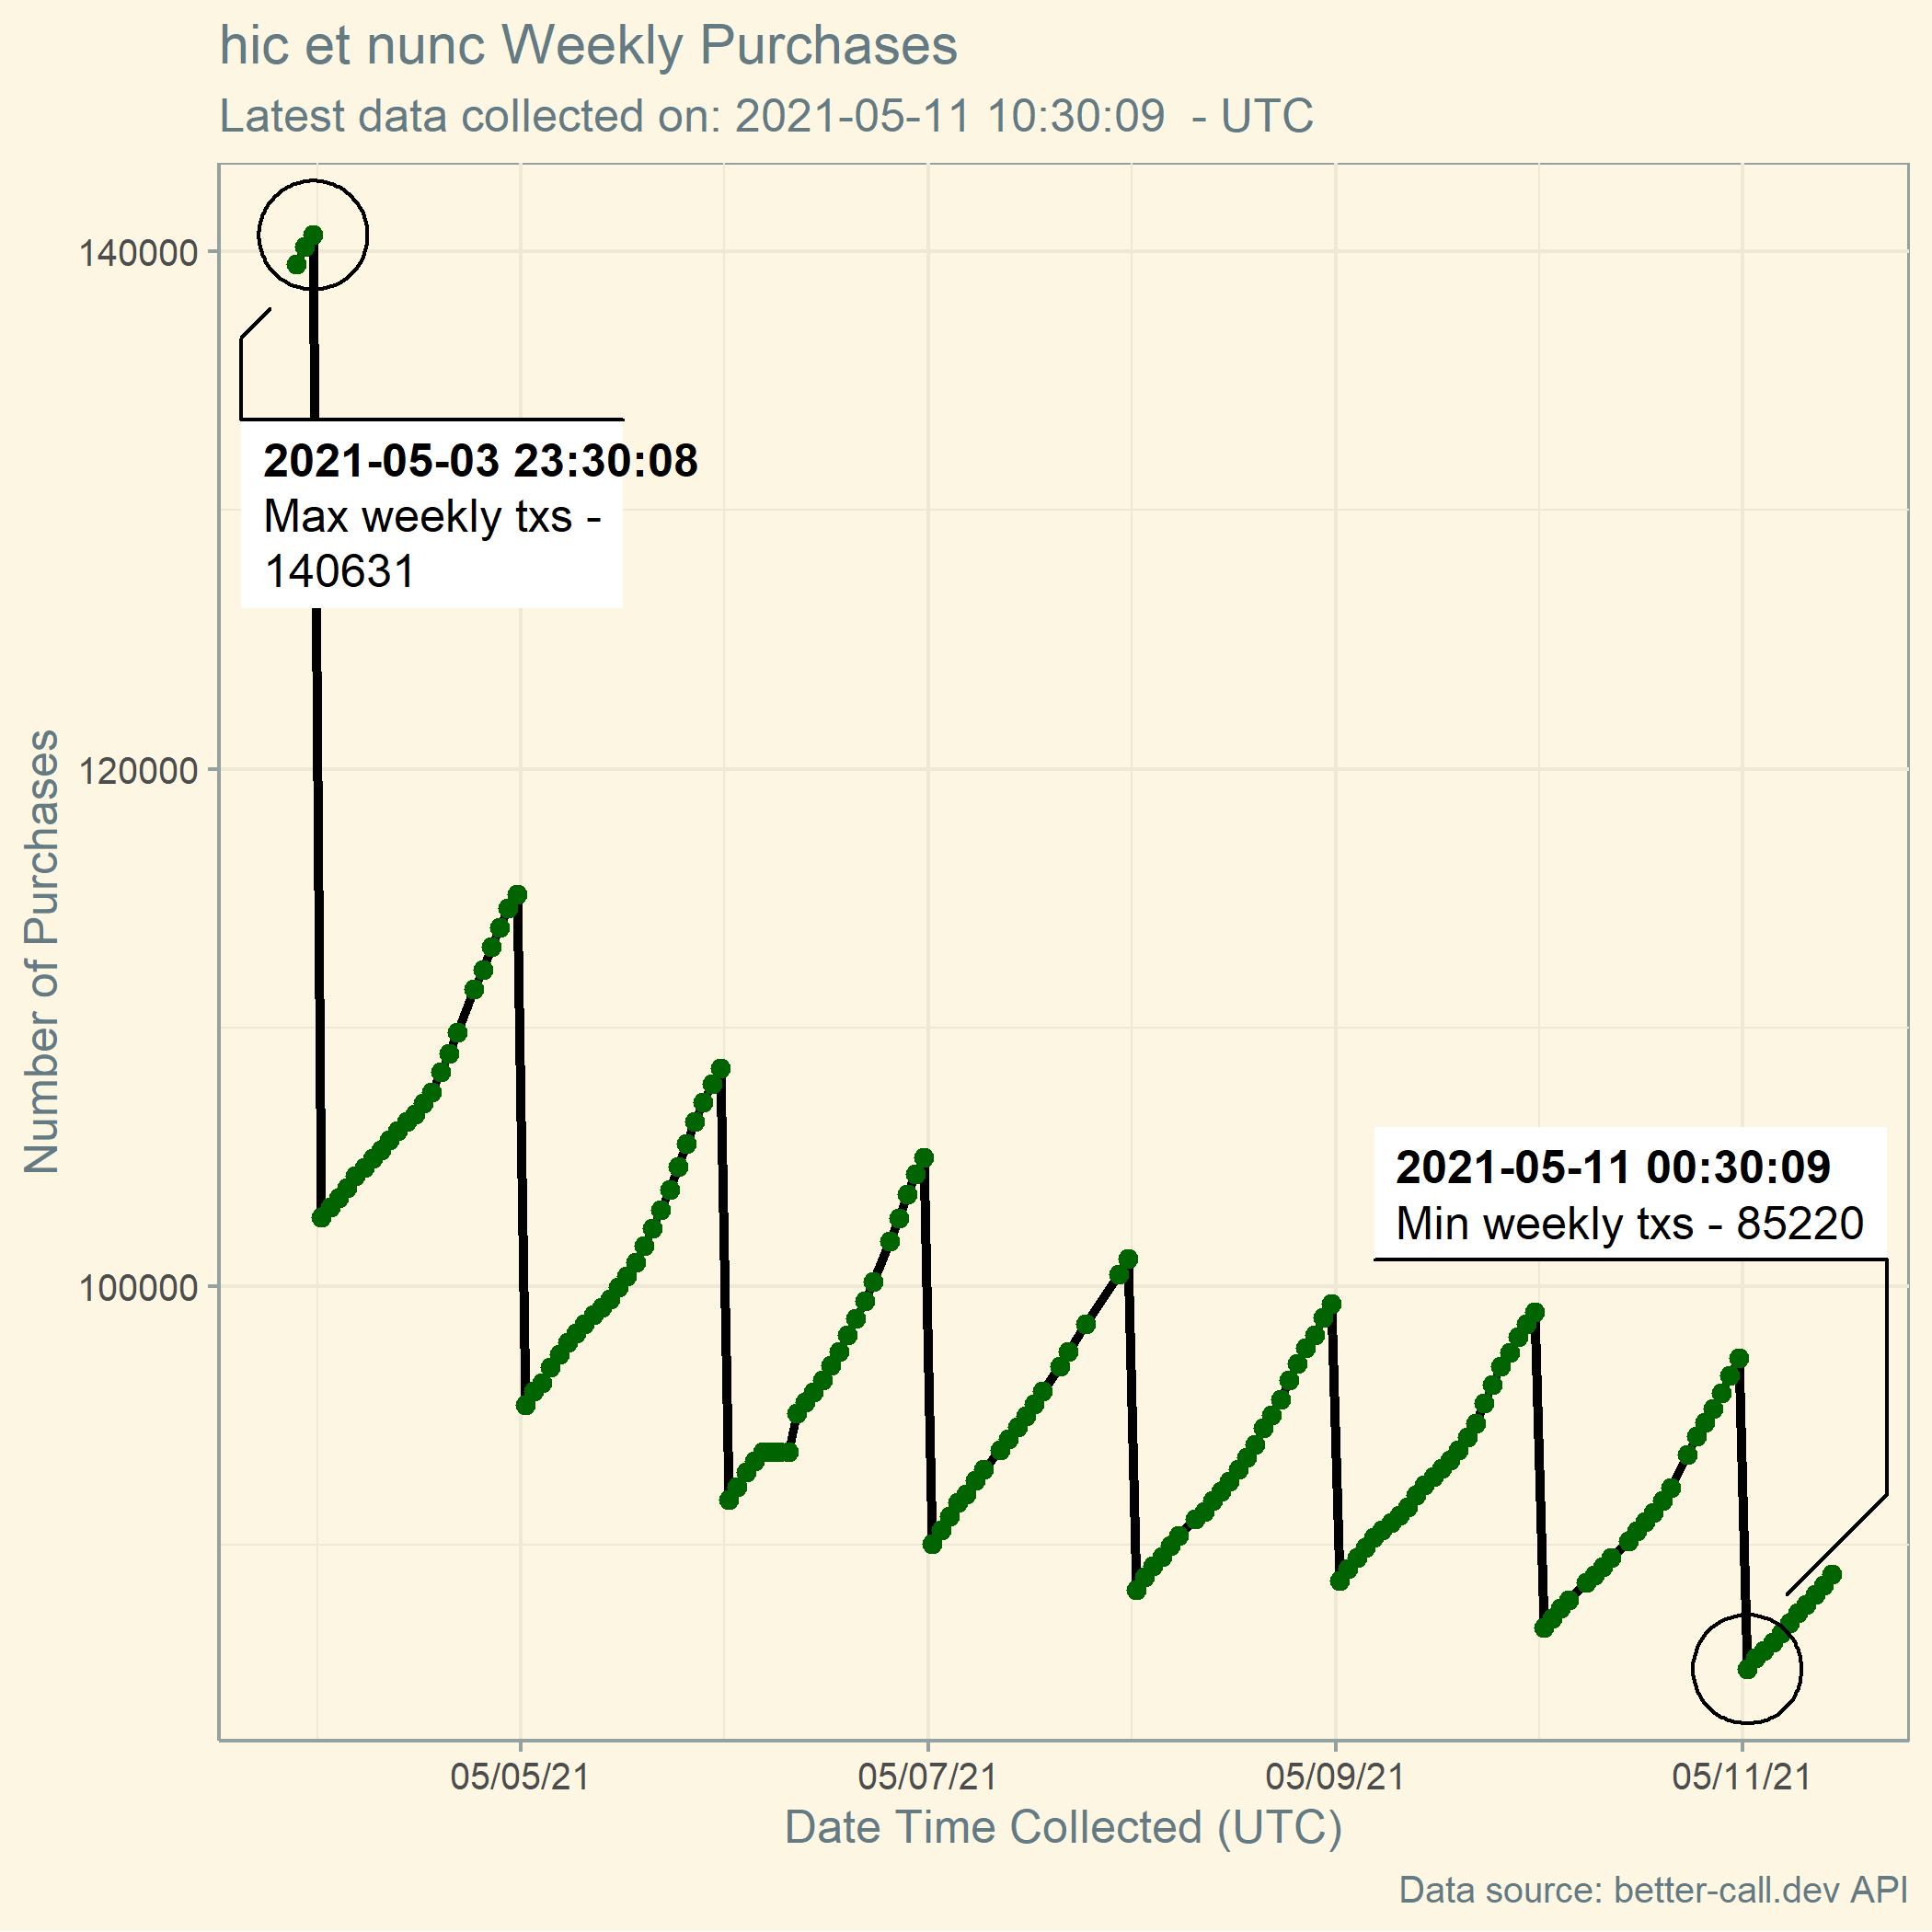 hic et nunc Weekly Purchases
Latest data collected on: 2021-05-11 10:30:09  - UTC
140000
120000
100000
Number of Purchases
2021-05-03 23:30:08
Max weekly txs -
140631
2021-05-11 00:30:09
Min weekly txs - 85220
05/05/21
05/07/21
05/09/21
05/11/21
Date Time Collected (UTC)
Data source: better-call.dev API